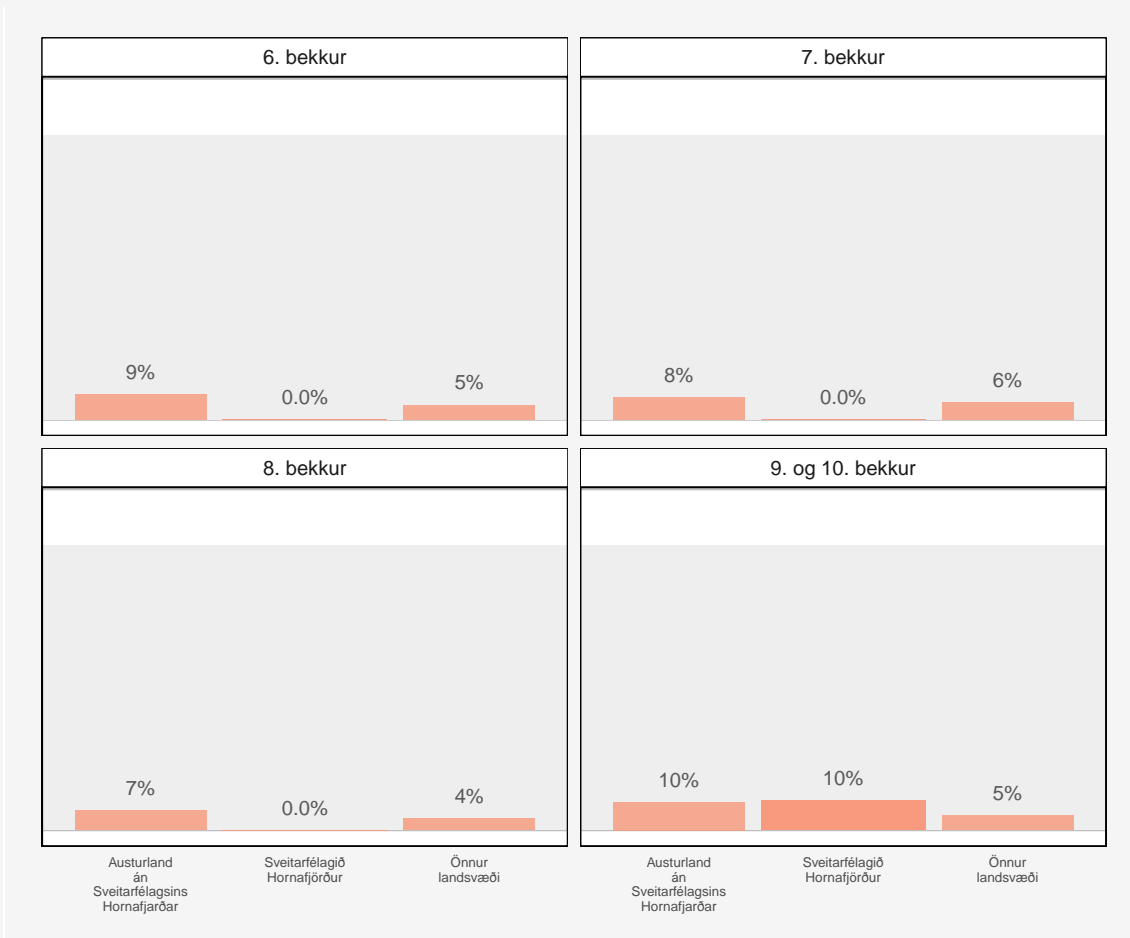 6. bekkur
7. bekkur
9%
0.0%
5%
8%
0.0%
6%
8. bekkur
9. og 10. bekkur
7%
0.0%
4%
10%
10%
5%
Austurland
án
Sveitarfélagsins
Hornafjarðar
Sveitarfélagið
Hornafjörður
Önnur
landsvæði
Austurland
án
Sveitarfélagsins
Hornafjarðar
Sveitarfélagið
Hornafjörður
Önnur
landsvæði